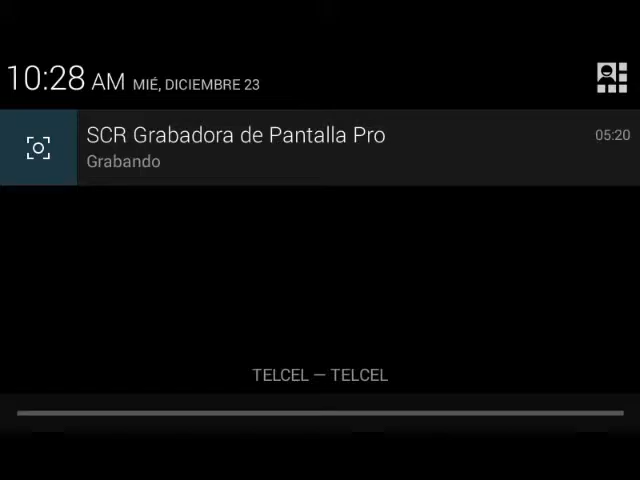 10:28 AM MIÉ, DICIEMBRE 23
SCR Grabadora de Pantalla Pro 05:20
Grabando
TELCEL — TELCEL